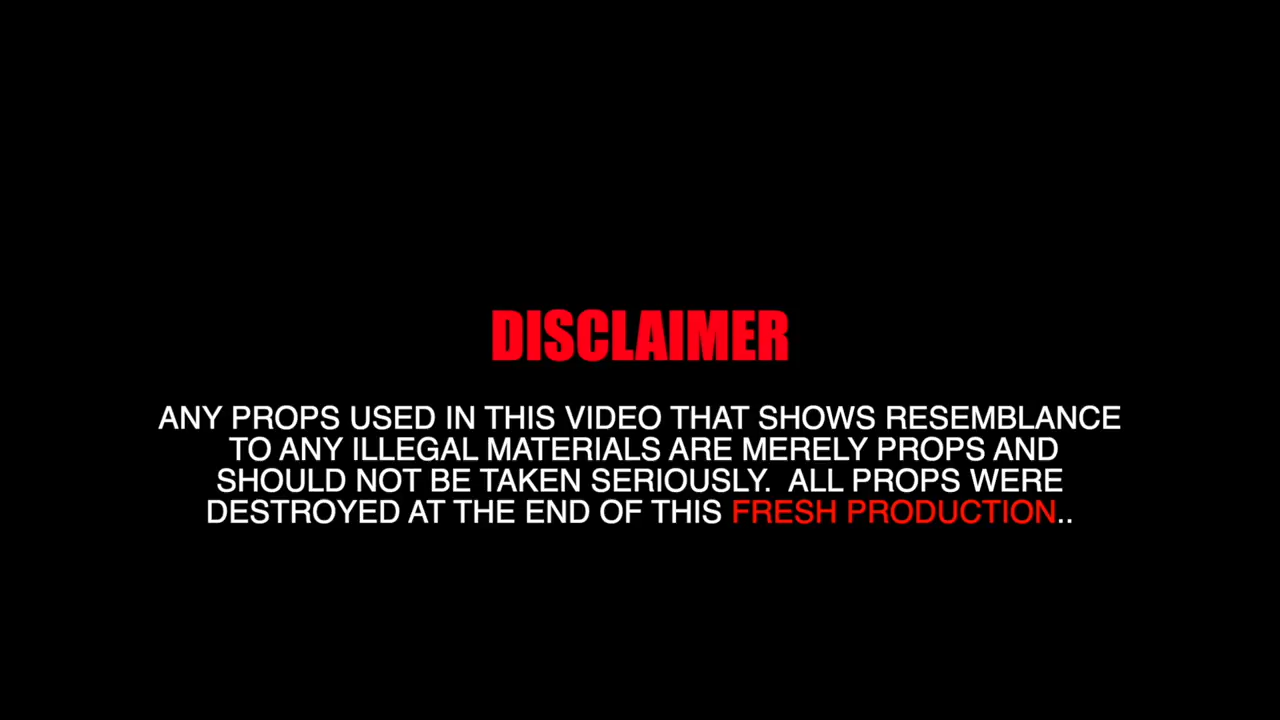 DISCLAIMER
ANY PROPS USED IN THIS VIDEO THAT SHOWS RESEMBLANCE
TO ANY ILLEGAL MATERIALS ARE MERELY PROPS AND
SHOULD NOT BE TAKEN SERIOUSLY.  ALL PROPS WERE
DESTROYED AT THE END OF THIS FRESH PRODUCTION..